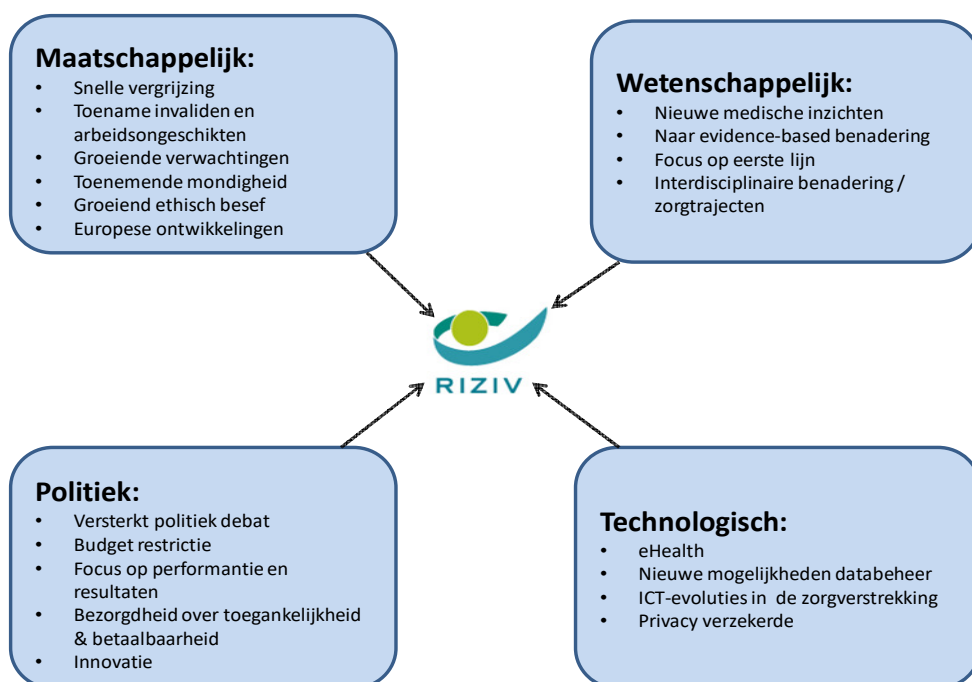 Maatschappelijk:
• Snelle vergrijzing
• Toename invaliden en
arbeidsongeschikten
• Groeiende verwachtingen
• Toenemende mondigheid
• Groeiend ethisch besef
• Europese ontwikkelingen
Wetenschappelijk:
• Nieuwe medische inzichten
• Naar evidence-based benadering
• Focus op eerste lijn
• Interdisciplinaire benadering /
zorgtrajecten
RIZIV
Politiek:
• Versterkt politiek debat
• Budget restrictie
• Focus op performantie en
resultaten
• Bezorgdheid over toegankelijkheid
& betaalbaarheid
• Innovatie
Technologisch:
• eHealth
• Nieuwe mogelijkheden databeheer
• ICT-evoluties in de zorgverstrekking
• Privacy verzekerde